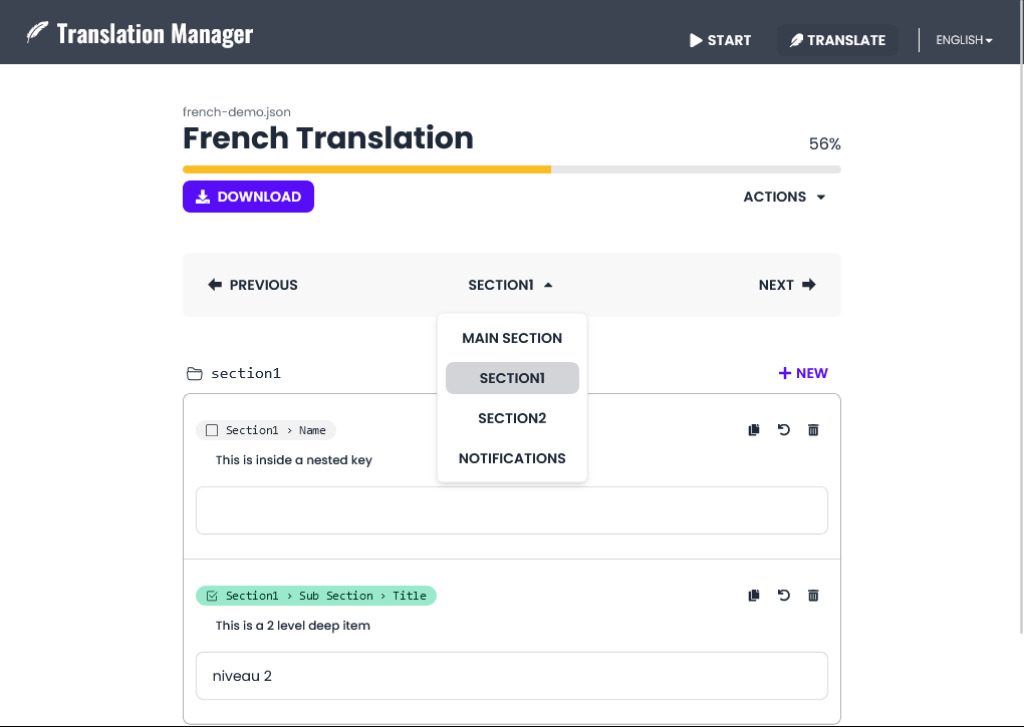 Translation Manager
START
TRANSLATE
ENGLISH
french-demo.json
French Translation
56%
DOWNLOAD
ACTIONS
PREVIOUS
SECTION1
NEXT
MAIN SECTION
SECTION1
SECTION2
NOTIFICATIONS
section1
NEW
Section1 › Name
This is inside a nested key
Section1 › Sub Section › Title
This is a 2 level deep item
niveau 2